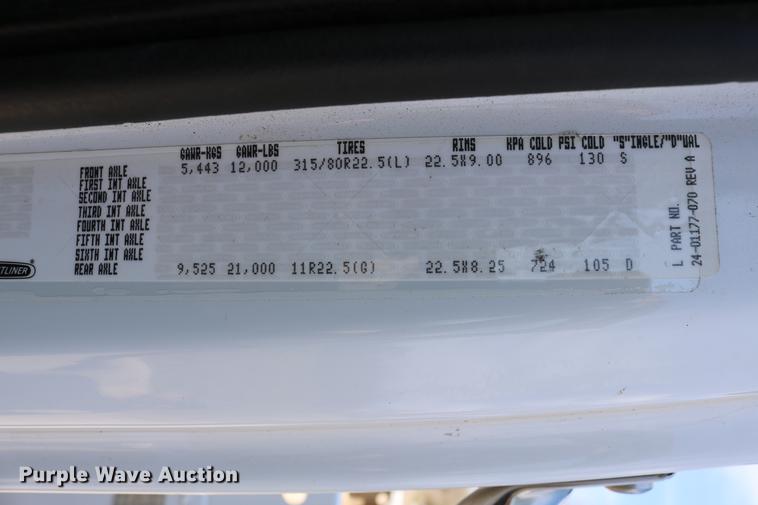 GAWR-KGS GAWR-LBS TIRES RIMS KPA COLD PSI COLD "S"INGLE/"D"UAL
FRONT AXLE 5,443 12,000 315/80R22.5(L) 22.5X9.00 896 130 S
FIRST INT AXLE
SECOND INT AXLE
THIRD INT AXLE
FOURTH INT AXLE
FIFTH INT AXLE
SIXTH INT AXLE
REAR AXLE 9,525 21,000 11R22.5(G) 22.5X8.25 724 105 D
L PART NO.
24-01177-070 REV A
TLINER
Purple Wave Auction